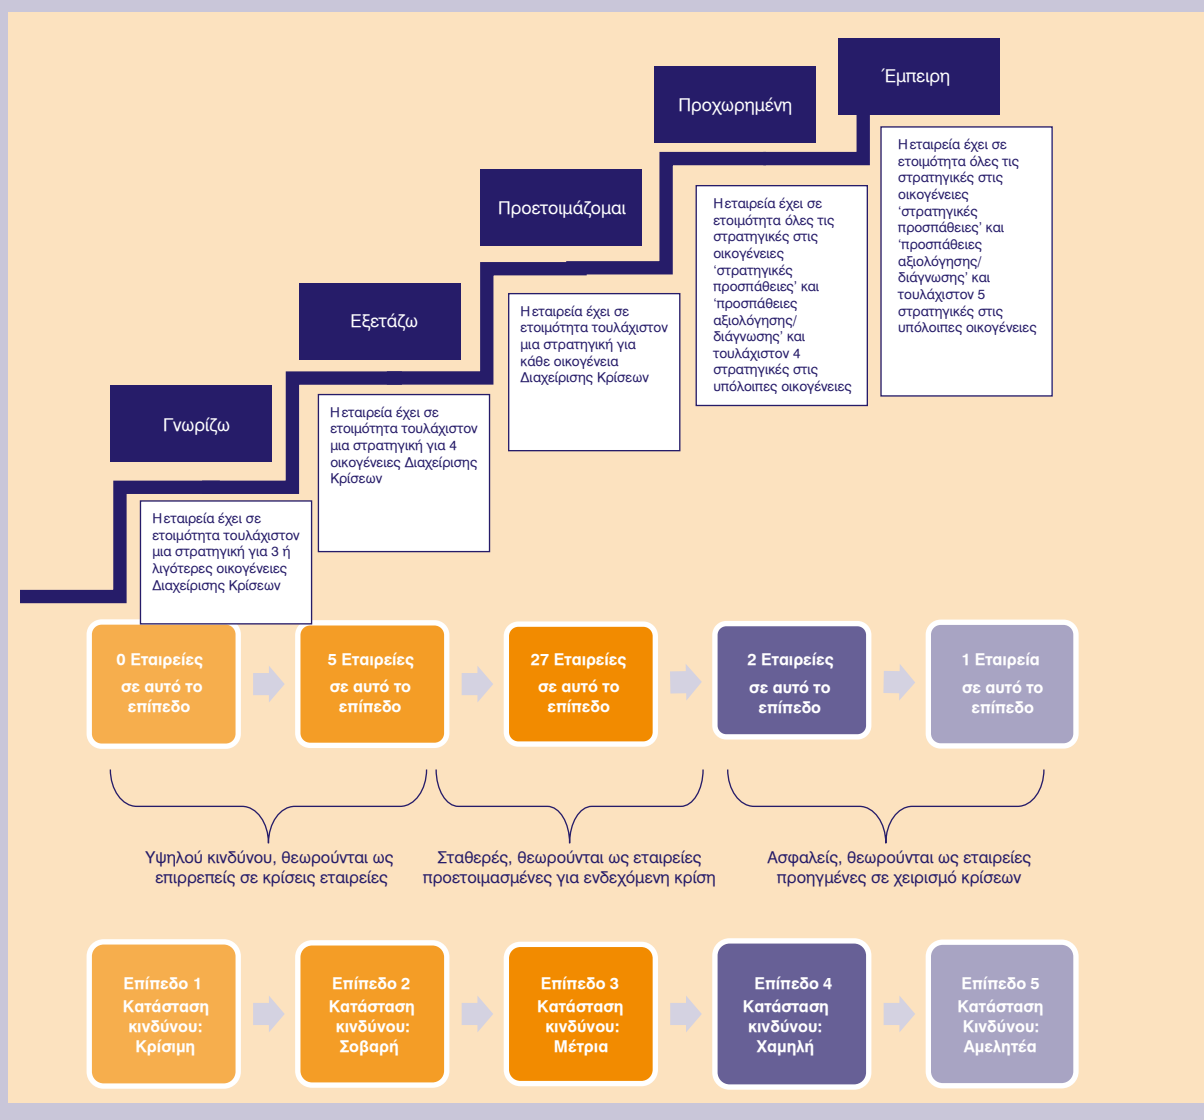 Έμπειρη
Προχωρημένη
Προετοιμάζομαι
Εξετάζω
Γνωρίζω
Η εταιρεία έχει σε
ετοιμότητα τουλάχιστον
μια στρατηγική για 3 ή
λιγότερες οικογένειες
Διαχείρισης Κρίσεων
Η εταιρεία έχει σε
ετοιμότητα τουλάχιστον
μια στρατηγική για 4
οικογένειες Διαχείρισης
Κρίσεων
Η εταιρεία έχει σε
ετοιμότητα τουλάχιστον
μια στρατηγική για
κάθε οικογένεια
Διαχείρισης Κρίσεων
Η εταιρεία έχει σε
ετοιμότητα όλες τις
στρατηγικές στις
οικογένειες
‘στρατηγικές
προσπάθειες’ και
‘προσπάθειες
αξιολόγησης/
διάγνωσης’ και
τουλάχιστον 4
στρατηγικές στις
υπόλοιπες οικογένειες
Η εταιρεία έχει σε
ετοιμότητα όλες τις
στρατηγικές στις
οικογένειες
‘στρατηγικές
προσπάθειες’ και
‘προσπάθειες
αξιολόγησης/
διάγνωσης’ και
τουλάχιστον 5
στρατηγικές στις
υπόλοιπες οικογένειες
0 Εταιρείες
σε αυτό το
επίπεδο
5 Εταιρείες
σε αυτό το
επίπεδο
27 Εταιρείες
σε αυτό το
επίπεδο
2 Εταιρείες
σε αυτό το
επίπεδο
1 Εταιρεία
σε αυτό το
επίπεδο
Υψηλού κινδύνου, θεωρούνται ως
επιρρεπείς σε κρίσεις εταιρείες
Σταθερές, θεωρούνται ως εταιρείες
προετοιμασμένες για ενδεχόμενη κρίση
Ασφαλείς, θεωρούνται ως εταιρείες
προηγμένες σε χειρισμό κρίσεων
Επίπεδο 1
Κατάσταση
κινδύνου:
Κρίσιμη
Επίπεδο 2
Κατάσταση
κινδύνου:
Σοβαρή
Επίπεδο 3
Κατάσταση
κινδύνου:
Μέτρια
Επίπεδο 4
Κατάσταση
κινδύνου:
Χαμηλή
Επίπεδο 5
Κατάσταση
Κινδύνου:
Αμελητέα